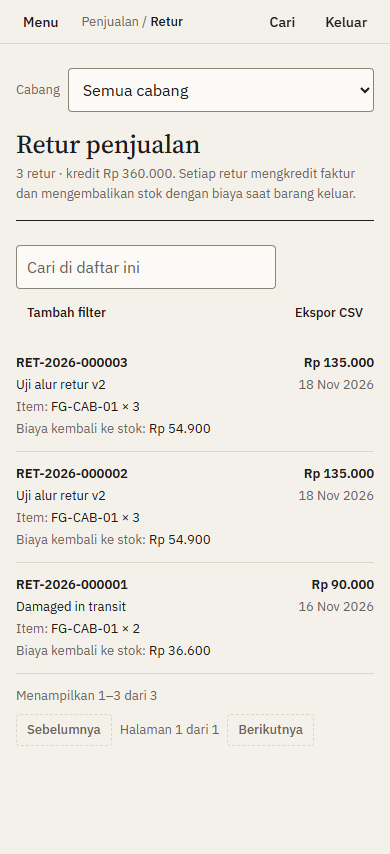 Menu Penjualan / Retur Cari Keluar
Cabang Semua cabang
Retur penjualan
3 retur · kredit Rp 360.000. Setiap retur mengkredit faktur
dan mengembalikan stok dengan biaya saat barang keluar.
Cari di daftar ini
Tambah filter Ekspor CSV
RET-2026-000003 Rp 135.000
Uji alur retur v2 18 Nov 2026
Item: FG-CAB-01 × 3
Biaya kembali ke stok: Rp 54.900
RET-2026-000002 Rp 135.000
Uji alur retur v2 18 Nov 2026
Item: FG-CAB-01 × 3
Biaya kembali ke stok: Rp 54.900
RET-2026-000001 Rp 90.000
Damaged in transit 16 Nov 2026
Item: FG-CAB-01 × 2
Biaya kembali ke stok: Rp 36.600
Menampilkan 1–3 dari 3
Sebelumnya Halaman 1 dari 1 Berikutnya